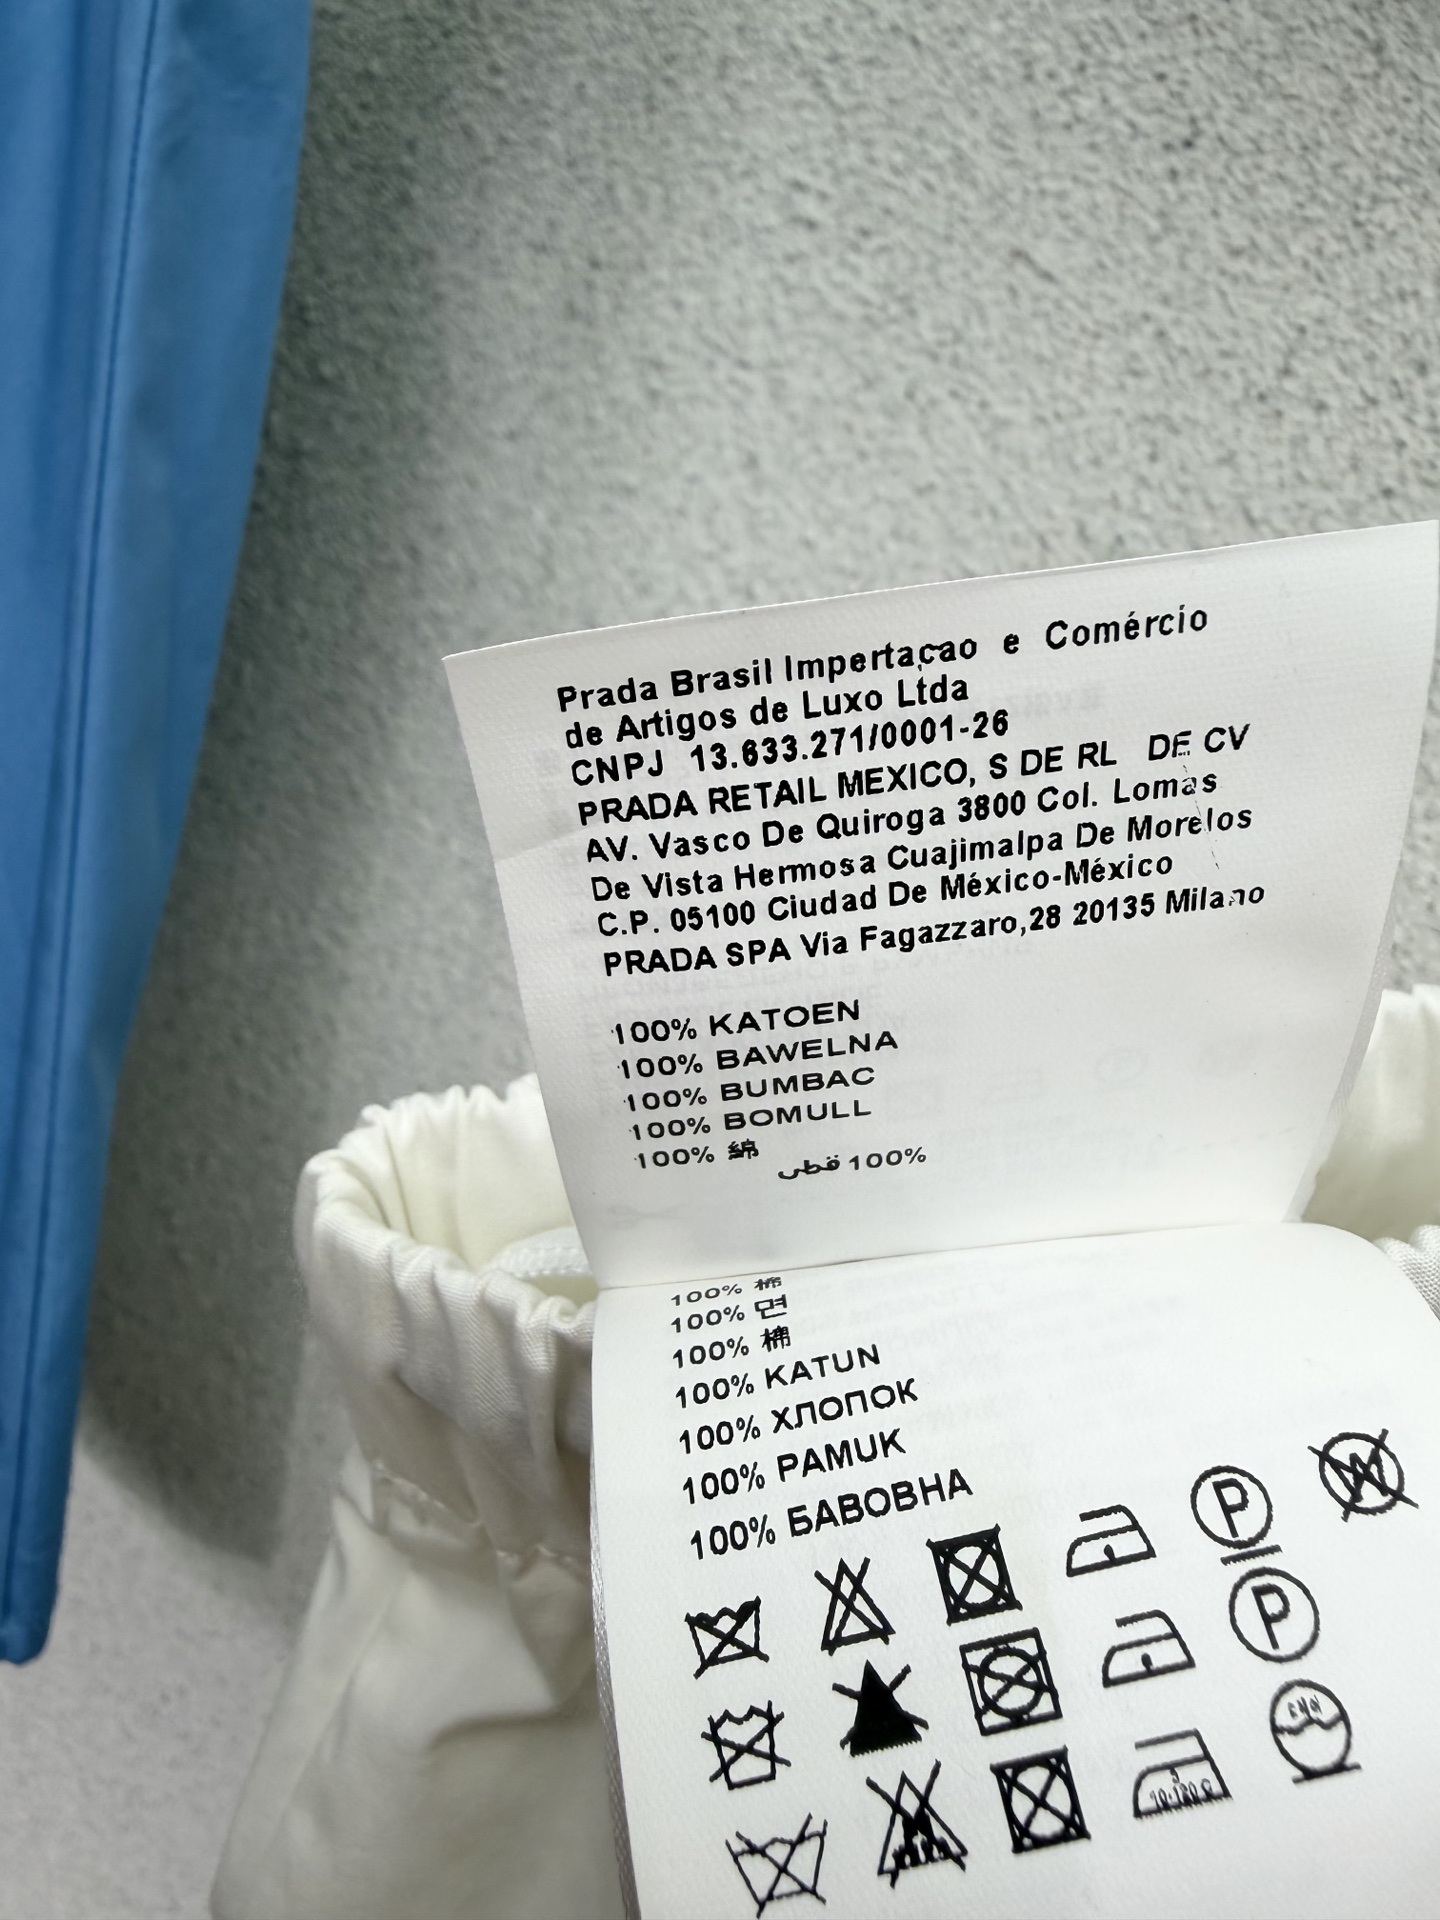 Prada Brasil Impertaçao e Comércio
de Artigos de Luxo Ltda
CNPJ 13.633.271/0001-26
PRADA RETAIL MEXICO, S DE RL DE CV
AV. Vasco De Quiroga 3800 Col. Lomas
De Vista Hermosa Cuajimalpa De Morelos
C.P. 05100 Ciudad De México-México
PRADA SPA Via Fagazzaro,28 20135 Milano
100% KATOEN
100% BAWELNA
100% BUMBAC
100% BOMULL
100% 綿
100% قطن
100% 棉
100% 면
100% 棉
100% KATUN
100% ХЛОПОК
100% PAMUK
100% БАВОВНА
P
W
P